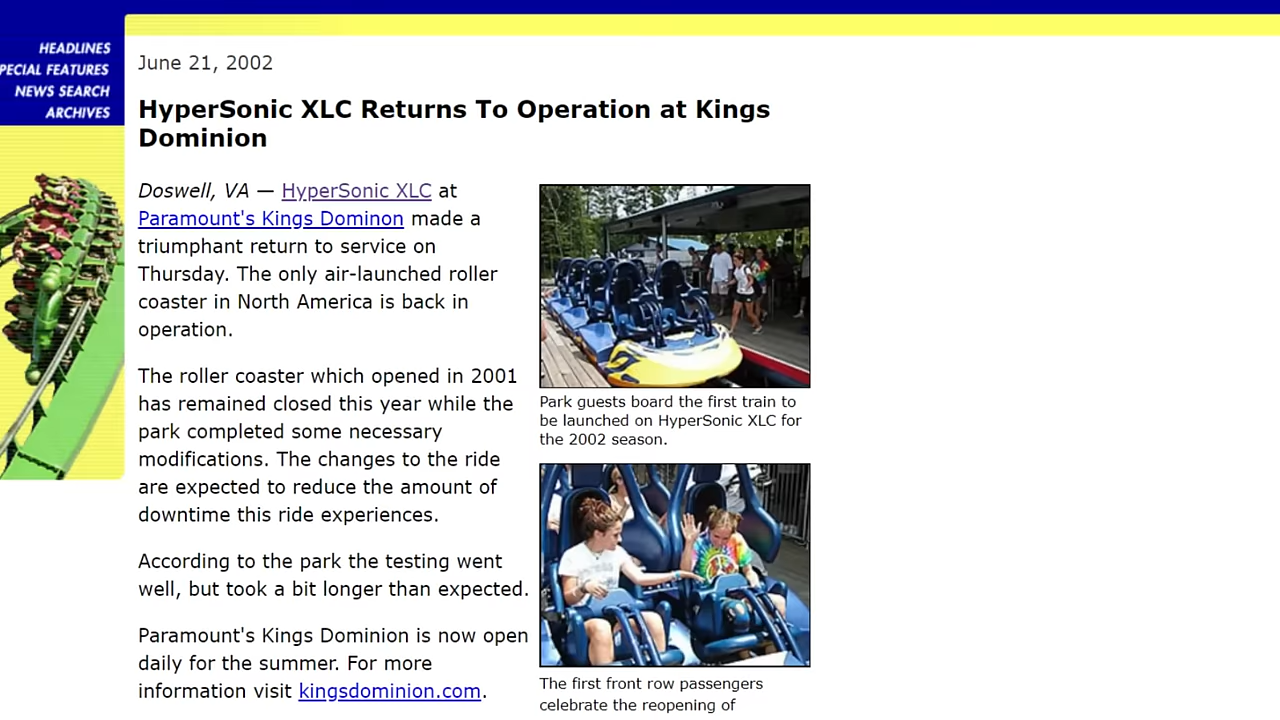 HEADLINES
PECIAL FEATURES
NEWS SEARCH
ARCHIVES
June 21, 2002
HyperSonic XLC Returns To Operation at Kings
Dominion
Doswell, VA — HyperSonic XLC at
Paramount's Kings Dominon made a
triumphant return to service on
Thursday. The only air-launched roller
coaster in North America is back in
operation.
The roller coaster which opened in 2001
has remained closed this year while the
park completed some necessary
modifications. The changes to the ride
are expected to reduce the amount of
downtime this ride experiences.
According to the park the testing went
well, but took a bit longer than expected.
Paramount's Kings Dominion is now open
daily for the summer. For more
information visit kingsdominion.com.
Park guests board the first train to
be launched on HyperSonic XLC for
the 2002 season.
The first front row passengers
celebrate the reopening of